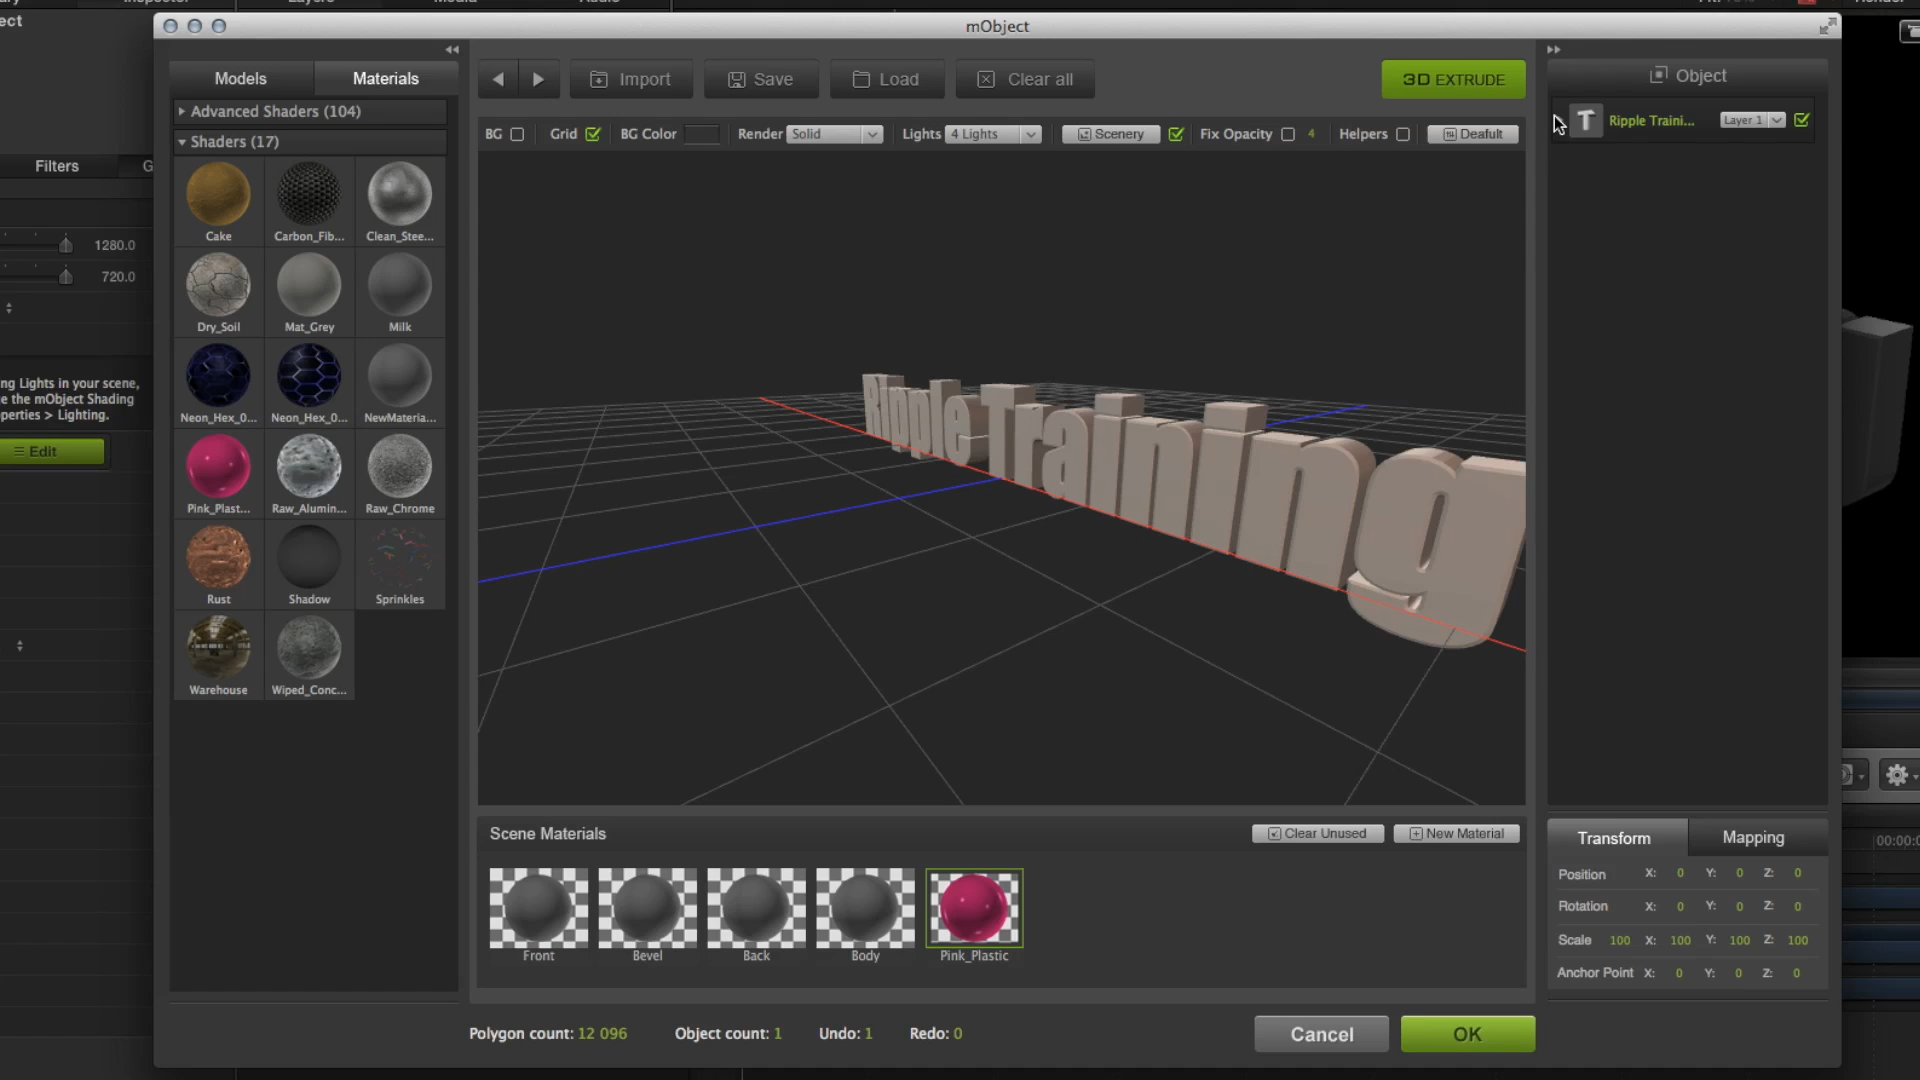 mObject
ect
Models
Materials
Import
Save
Load
Clear all
3D EXTRUDE
Object
Advanced Shaders (104)
Shaders (17)
BG
Grid
BG Color
Render
Solid
Lights
4 Lights
Scenery
Fix Opacity
4
Helpers
Deafult
Ripple Traini...
Layer 1
Filters
G
Cake
Carbon_Fib...
Clean_Stee...
1280.0
720.0
Dry_Soil
Mat_Grey
Milk
ng Lights in your scene,
e the mObject Shading
perties > Lighting.
Edit
Neon_Hex_0...
Neon_Hex_0...
NewMateria...
Pink_Plast...
Raw_Alumin...
Raw_Chrome
Rust
Shadow
Sprinkles
Warehouse
Wiped_Conc...
Ripple Training
Scene Materials
Clear Unused
New Material
Front
Bevel
Back
Body
Pink_Plastic
Transform
Mapping
Position X: 0 Y: 0 Z: 0
Rotation X: 0 Y: 0 Z: 0
Scale 100 X: 100 Y: 100 Z: 100
Anchor Point X: 0 Y: 0 Z: 0
00:00:0
Polygon count: 12 096
Object count: 1
Undo: 1
Redo: 0
Cancel
OK